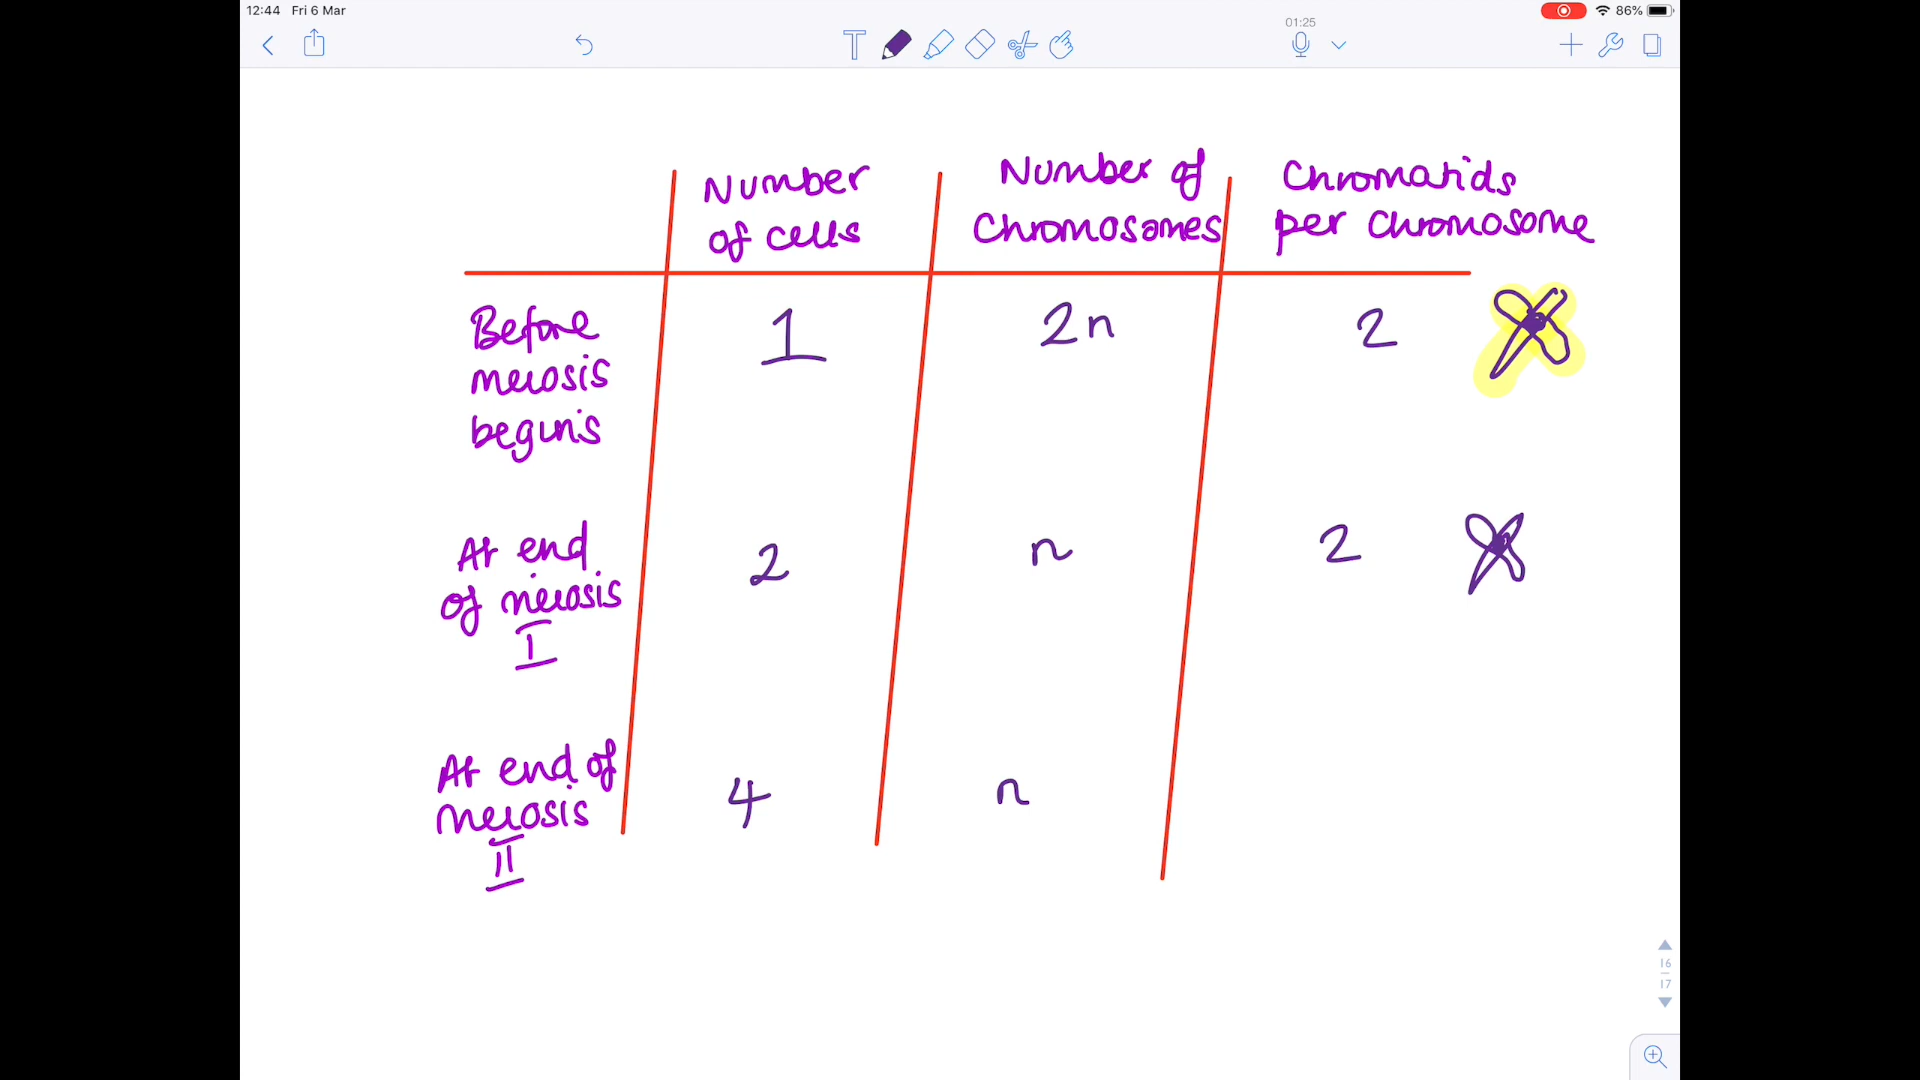 12:44 Fri 6 Mar
86%
01:25
T
Number of cells
Number of Chromosomes
Chromatids per Chromosome
Before meiosis begins
1
2n
2
At end of meiosis I
2
n
2
At end of meiosis II
4
n
16
17